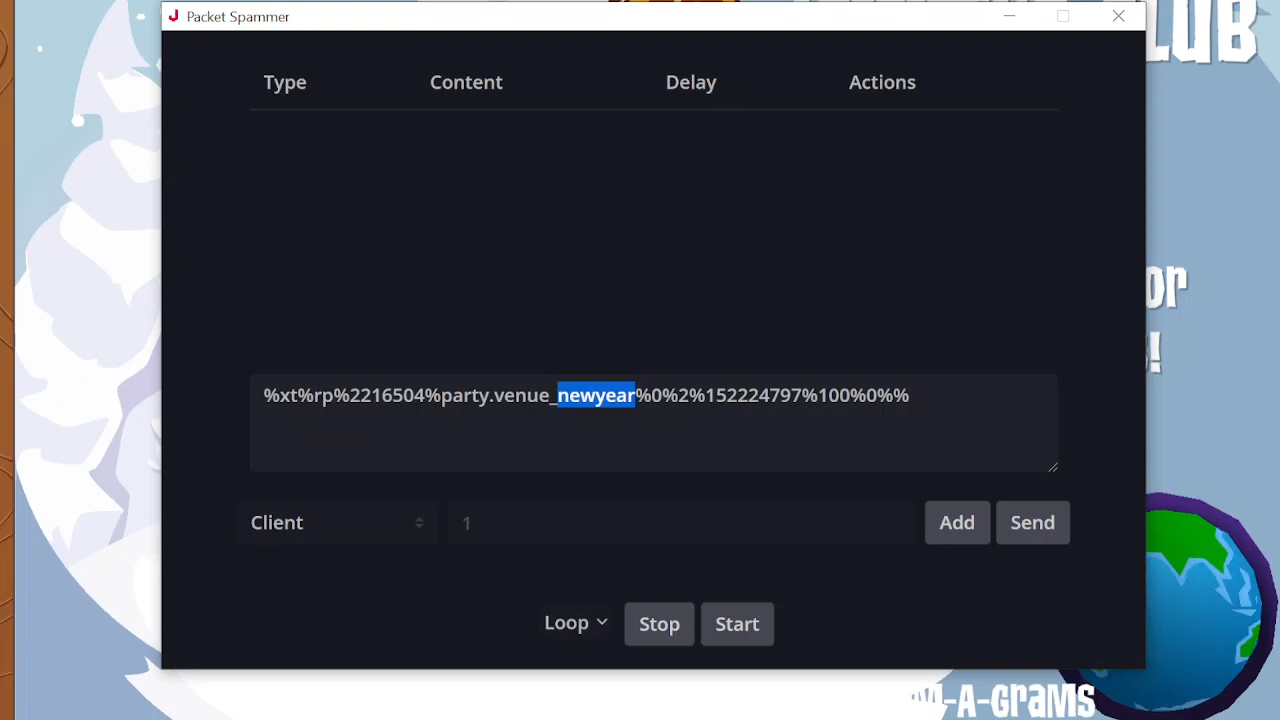 Packet Spammer
LUB
Type Content Delay Actions
or
!
%xt%rp%2216504%party.venue_newyear%0%2%152224797%100%0%%
Client 1 Add Send
Loop Stop Start
M-A-GRAMS